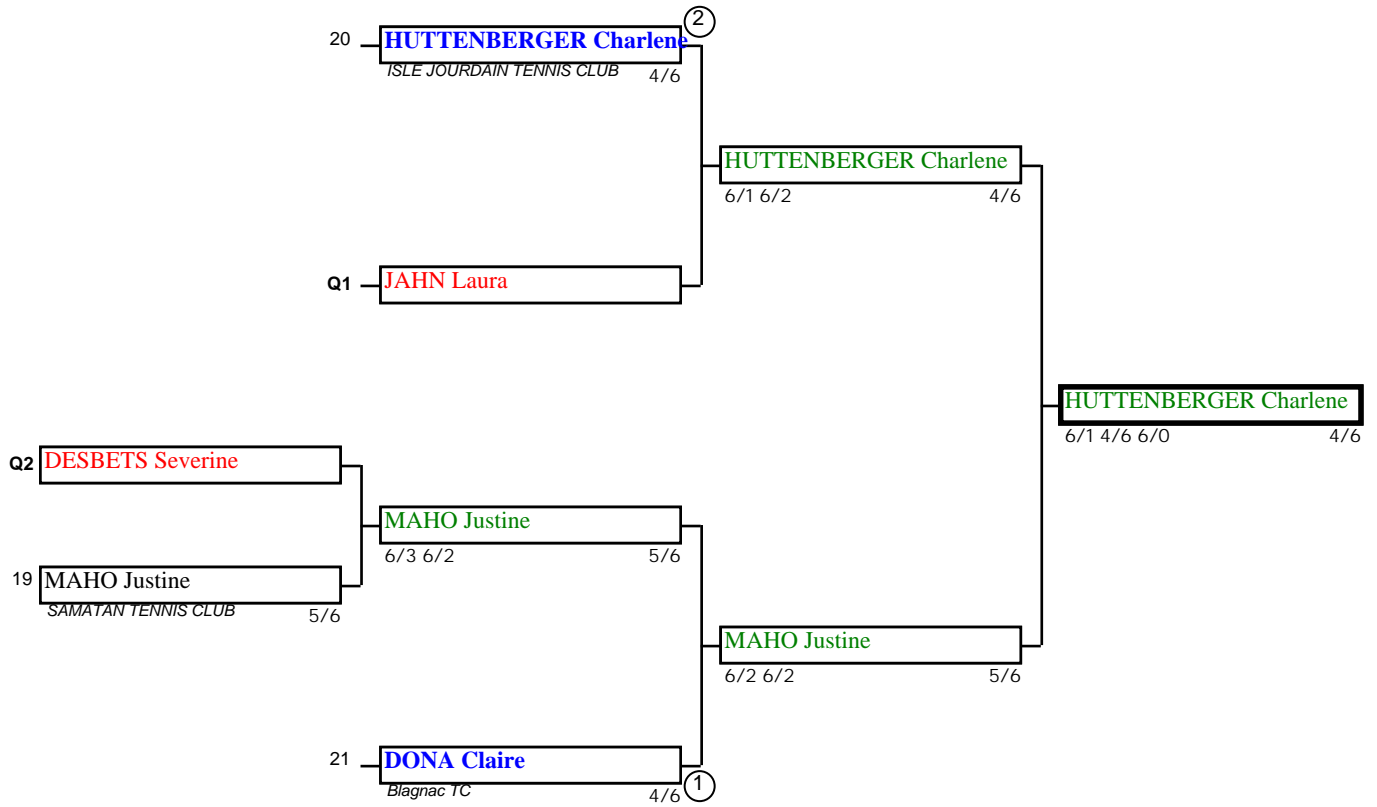 2
20 HUTTENBERGER Charlene
ISLE JOURDAIN TENNIS CLUB 4/6
HUTTENBERGER Charlene
6/1 6/2 4/6
Q1 JAHN Laura
HUTTENBERGER Charlene
6/1 4/6 6/0 4/6
Q2 DESBETS Severine
MAHO Justine
6/3 6/2 5/6
19 MAHO Justine
SAMATAN TENNIS CLUB 5/6
MAHO Justine
6/2 6/2 5/6
21 DONA Claire
Blagnac TC 4/6
1